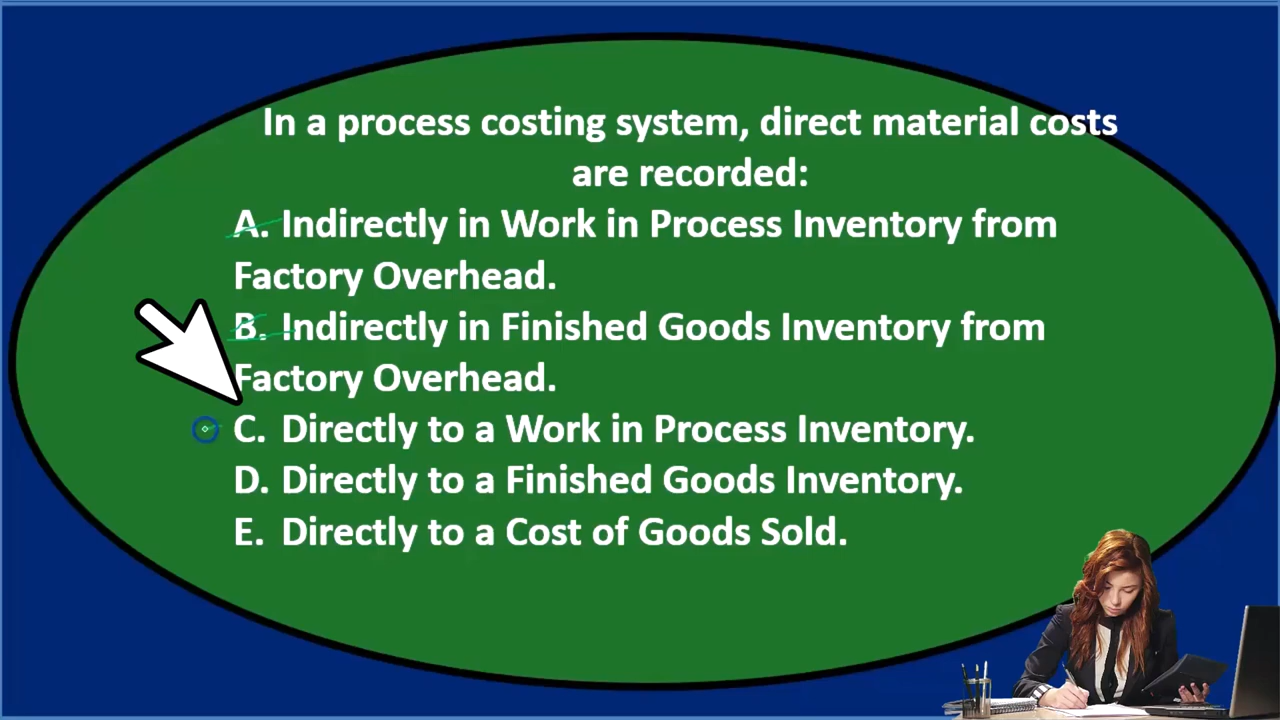 In a process costing system, direct material costs
are recorded:
A. Indirectly in Work in Process Inventory from
Factory Overhead.
B. Indirectly in Finished Goods Inventory from
Factory Overhead.
C. Directly to a Work in Process Inventory.
D. Directly to a Finished Goods Inventory.
E. Directly to a Cost of Goods Sold.